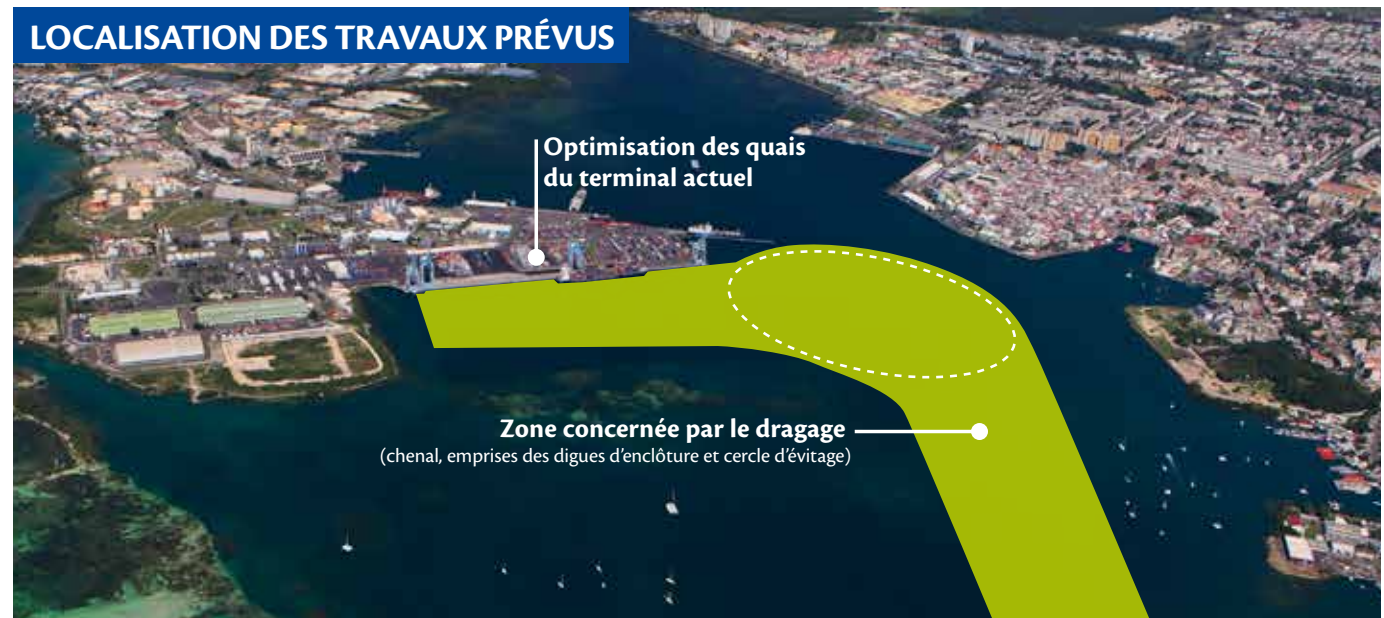 LOCALISATION DES TRAVAUX PRÉVUS
Optimisation des quais
du terminal actuel
Zone concernée par le dragage
(chenal, emprises des digues d'enclôture et cercle d'évitage)